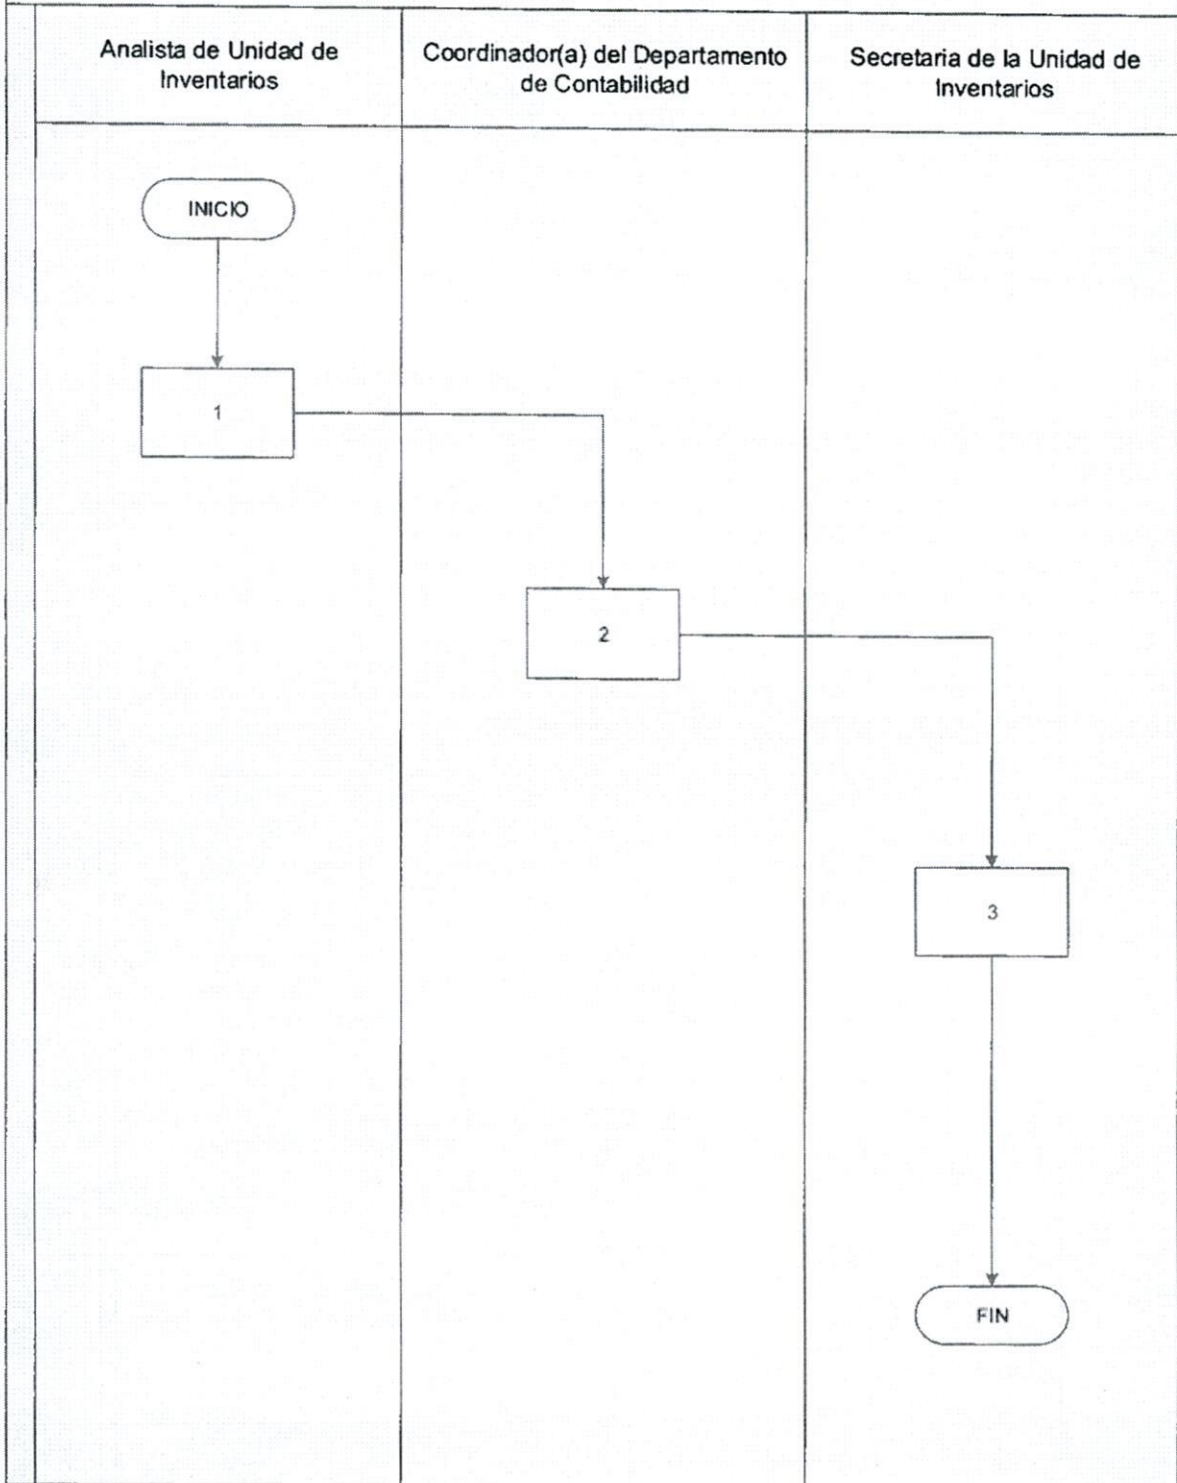 Analista de Unidad de
Inventarios
Coordinador(a) del Departamento
de Contabilidad
Secretaria de la Unidad de
Inventarios
INICIO
1
2
3
FIN